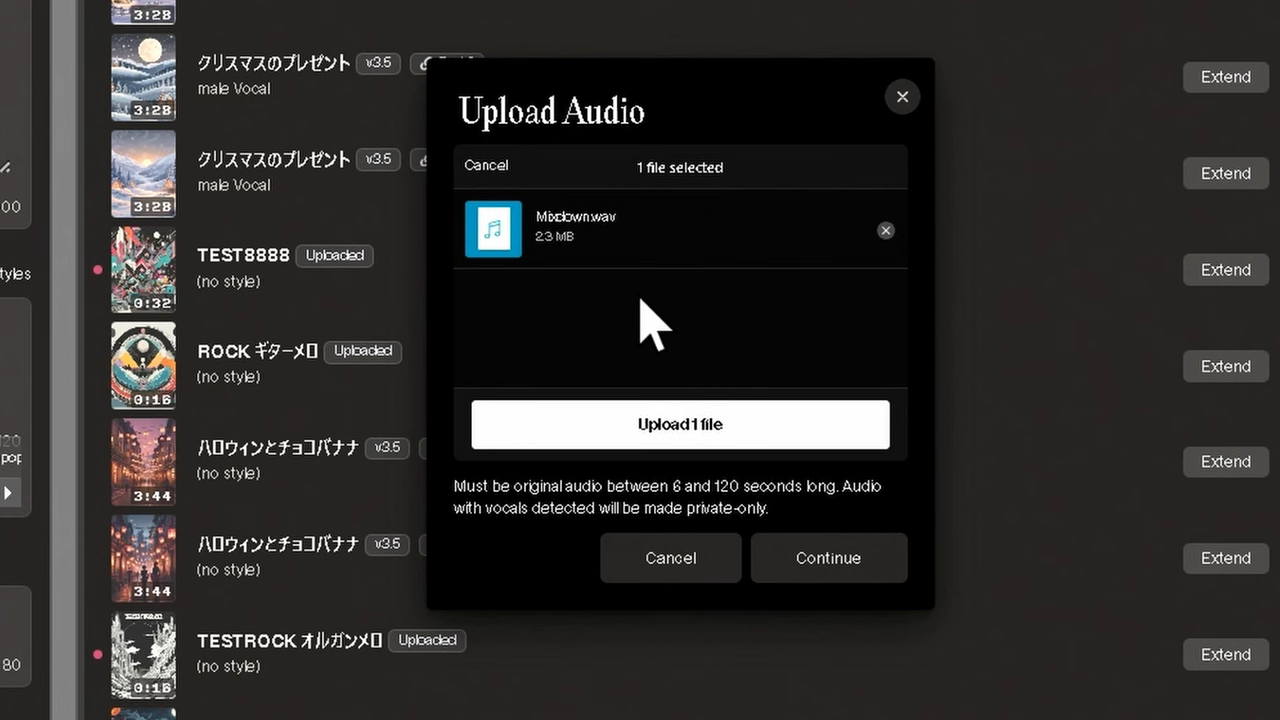 3:28
クリスマスのプレゼント v3.5
male Vocal
3:28
Extend
クリスマスのプレゼント v3.5
male Vocal
3:28
Extend
TEST8888 Uploaded
(no style)
0:32
Extend
ROCK ギターメロ Uploaded
(no style)
0:16
Extend
ハロウィンとチョコバナナ v3.5
(no style)
3:44
Extend
ハロウィンとチョコバナナ v3.5
(no style)
3:44
Extend
TESTROCK オルガンメロ Uploaded
(no style)
0:16
Extend
00
tyles
120
pop
80
Upload Audio
Cancel 1 file selected
Mixdown.wav
2.3 MB
Upload 1 file
Must be original audio between 6 and 120 seconds long. Audio
with vocals detected will be made private-only.
Cancel Continue